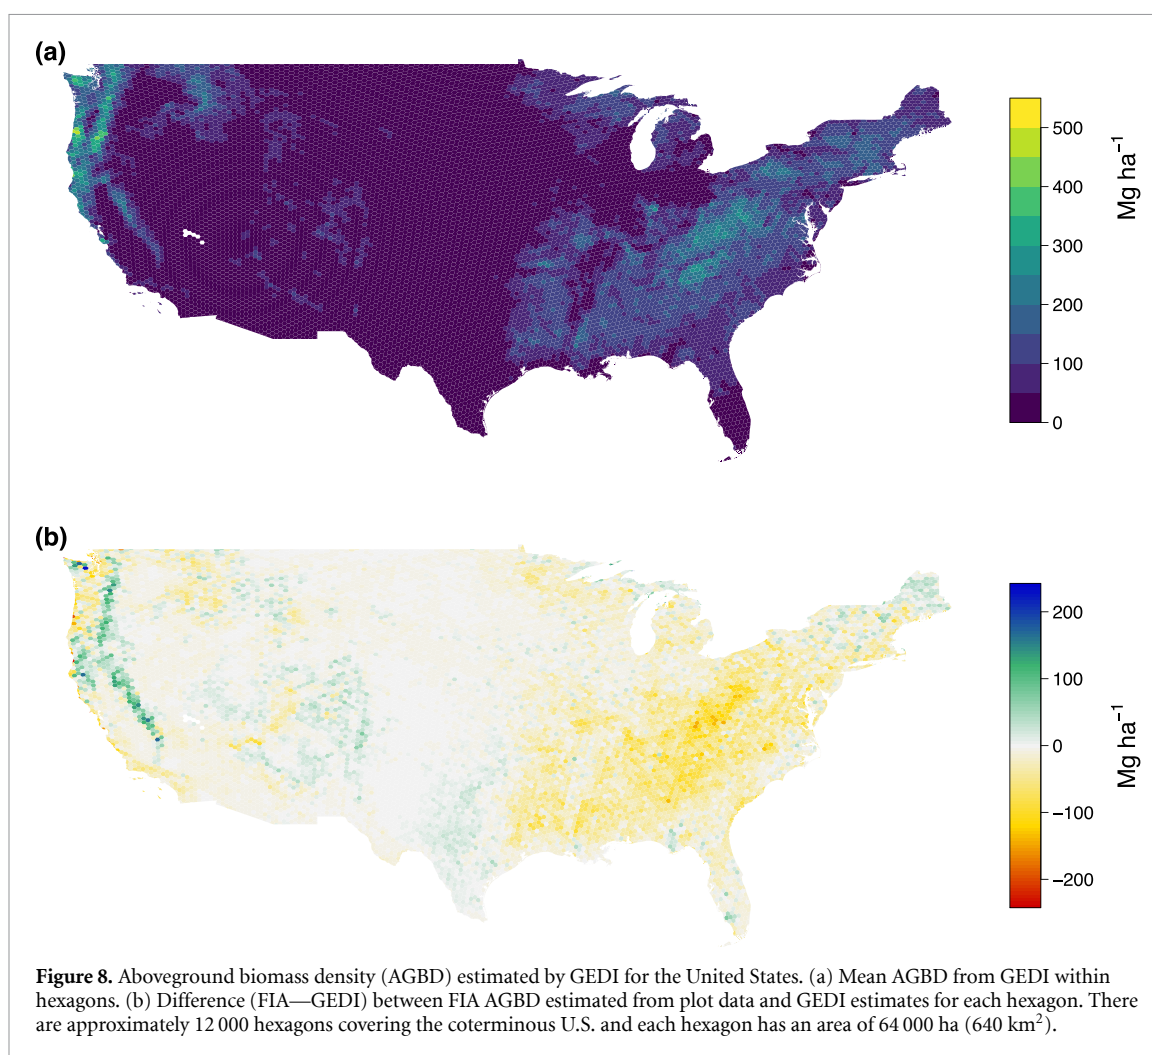 (a)
500
400
300
200
100
0
Mg ha⁻¹
(b)
200
100
0
−100
−200
Mg ha⁻¹
Figure 8. Aboveground biomass density (AGBD) estimated by GEDI for the United States. (a) Mean AGBD from GEDI within
hexagons. (b) Difference (FIA—GEDI) between FIA AGBD estimated from plot data and GEDI estimates for each hexagon. There
are approximately 12 000 hexagons covering the coterminous U.S. and each hexagon has an area of 64 000 ha (640 km²).